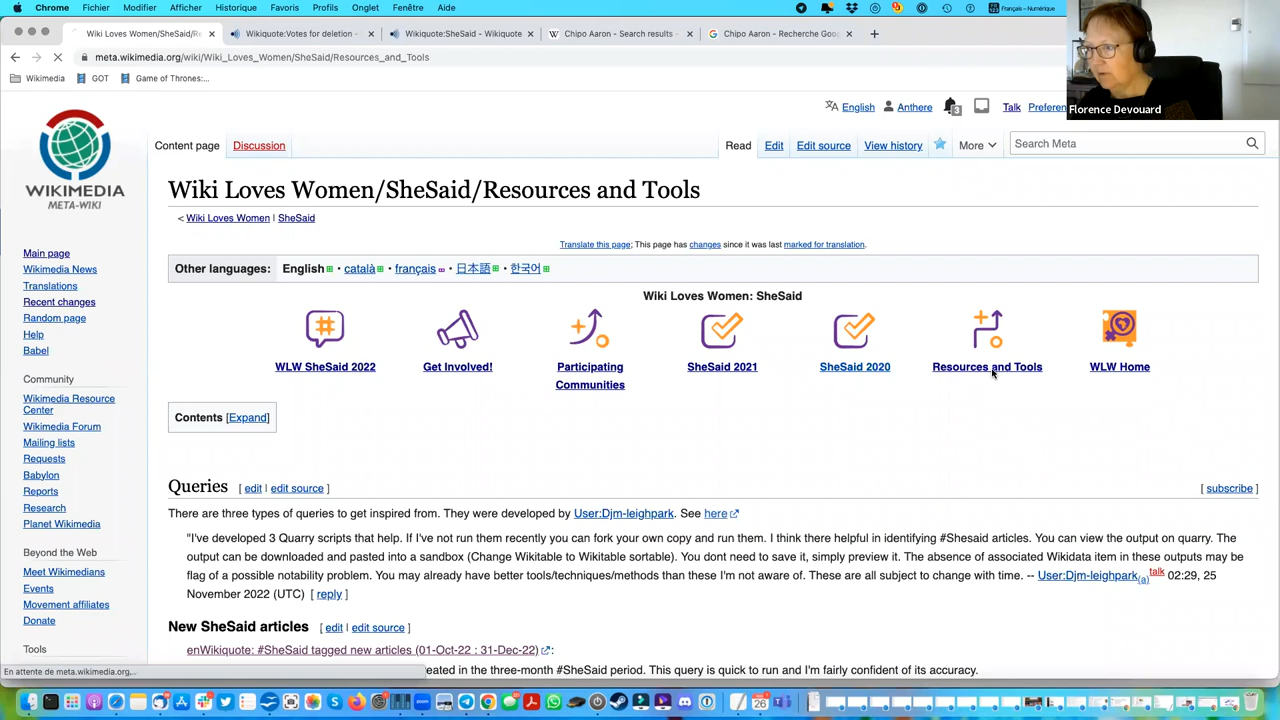 Chrome Fichier Modifier Afficher Historique Favoris Profils Onglet Fenêtre Aide Français – Numérique
Wiki Loves Women/SheSaid/R Wikiquote:Votes for deletion - Wikiquote:SheSaid - Wikiquote Chipo Aaron - Search results - Chipo Aaron - Recherche Goo
meta.wikimedia.org/wiki/Wiki_Loves_Women/SheSaid/Resources_and_Tools
Wikimedia GOT Game of Thrones:...
Florence Devouard
English Anthere 3 Talk Preferen
WIKIMEDIA
META-WIKI
Content page Discussion Read Edit Edit source View history More Search Meta
Wiki Loves Women/SheSaid/Resources and Tools
< Wiki Loves Women | SheSaid
Translate this page; This page has changes since it was last marked for translation.
Other languages: English • català • français • 日本語 • 한국어
Wiki Loves Women: SheSaid
WLW SheSaid 2022 Get Involved! Participating Communities SheSaid 2021 SheSaid 2020 Resources and Tools WLW Home
Contents [Expand]
Main page
Wikimedia News
Translations
Recent changes
Random page
Help
Babel
Community
Wikimedia Resource
Center
Wikimedia Forum
Mailing lists
Requests
Babylon
Reports
Research
Planet Wikimedia
Beyond the Web
Meet Wikimedians
Events
Movement affiliates
Donate
Tools
Queries [ edit | edit source ] [ subscribe ]
There are three types of queries to get inspired from. They were developed by User:Djm-leighpark. See here
"I've developed 3 Quarry scripts that help. If I've not run them recently you can fork your own copy and run them. I think there helpful in identifying #Shesaid articles. You can view the output on quarry. The
output can be downloaded and pasted into a sandbox (Change Wikitable to Wikitable sortable). You dont need to save it, simply preview it. The absence of associated Wikidata item in these outputs may be
flag of a possible notability problem. You may already have better tools/techniques/methods than these I'm not aware of. These are all subject to change with time. -- User:Djm-leighpark(a)talk 02:29, 25
November 2022 (UTC) [ reply ]
New SheSaid articles [ edit | edit source ]
enWikiquote: #SheSaid tagged new articles (01-Oct-22 : 31-Dec-22) :
eated in the three-month #SheSaid period. This query is quick to run and I'm fairly confident of its accuracy.
En attente de meta.wikimedia.org,...